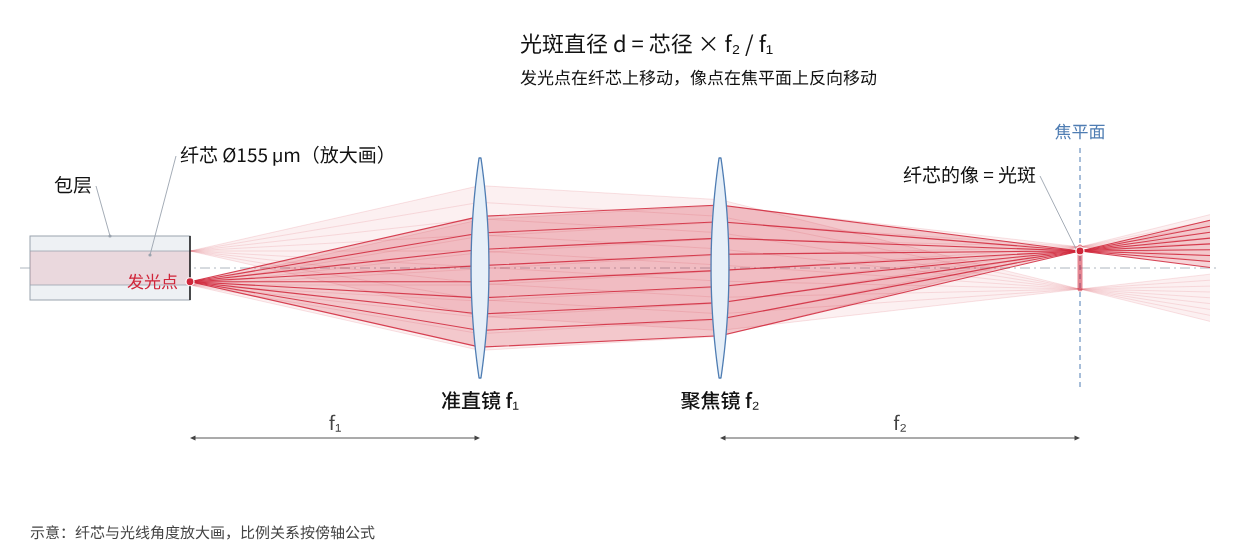 光斑直径 d = 芯径 × f₂ / f₁
发光点在纤芯上移动，像点在焦平面上反向移动
焦平面
纤芯 Ø155 µm（放大画）
包层
纤芯的像 = 光斑
发光点
准直镜 f₁
聚焦镜 f₂
f₁
f₂
示意：纤芯与光线角度放大画，比例关系按傍轴公式